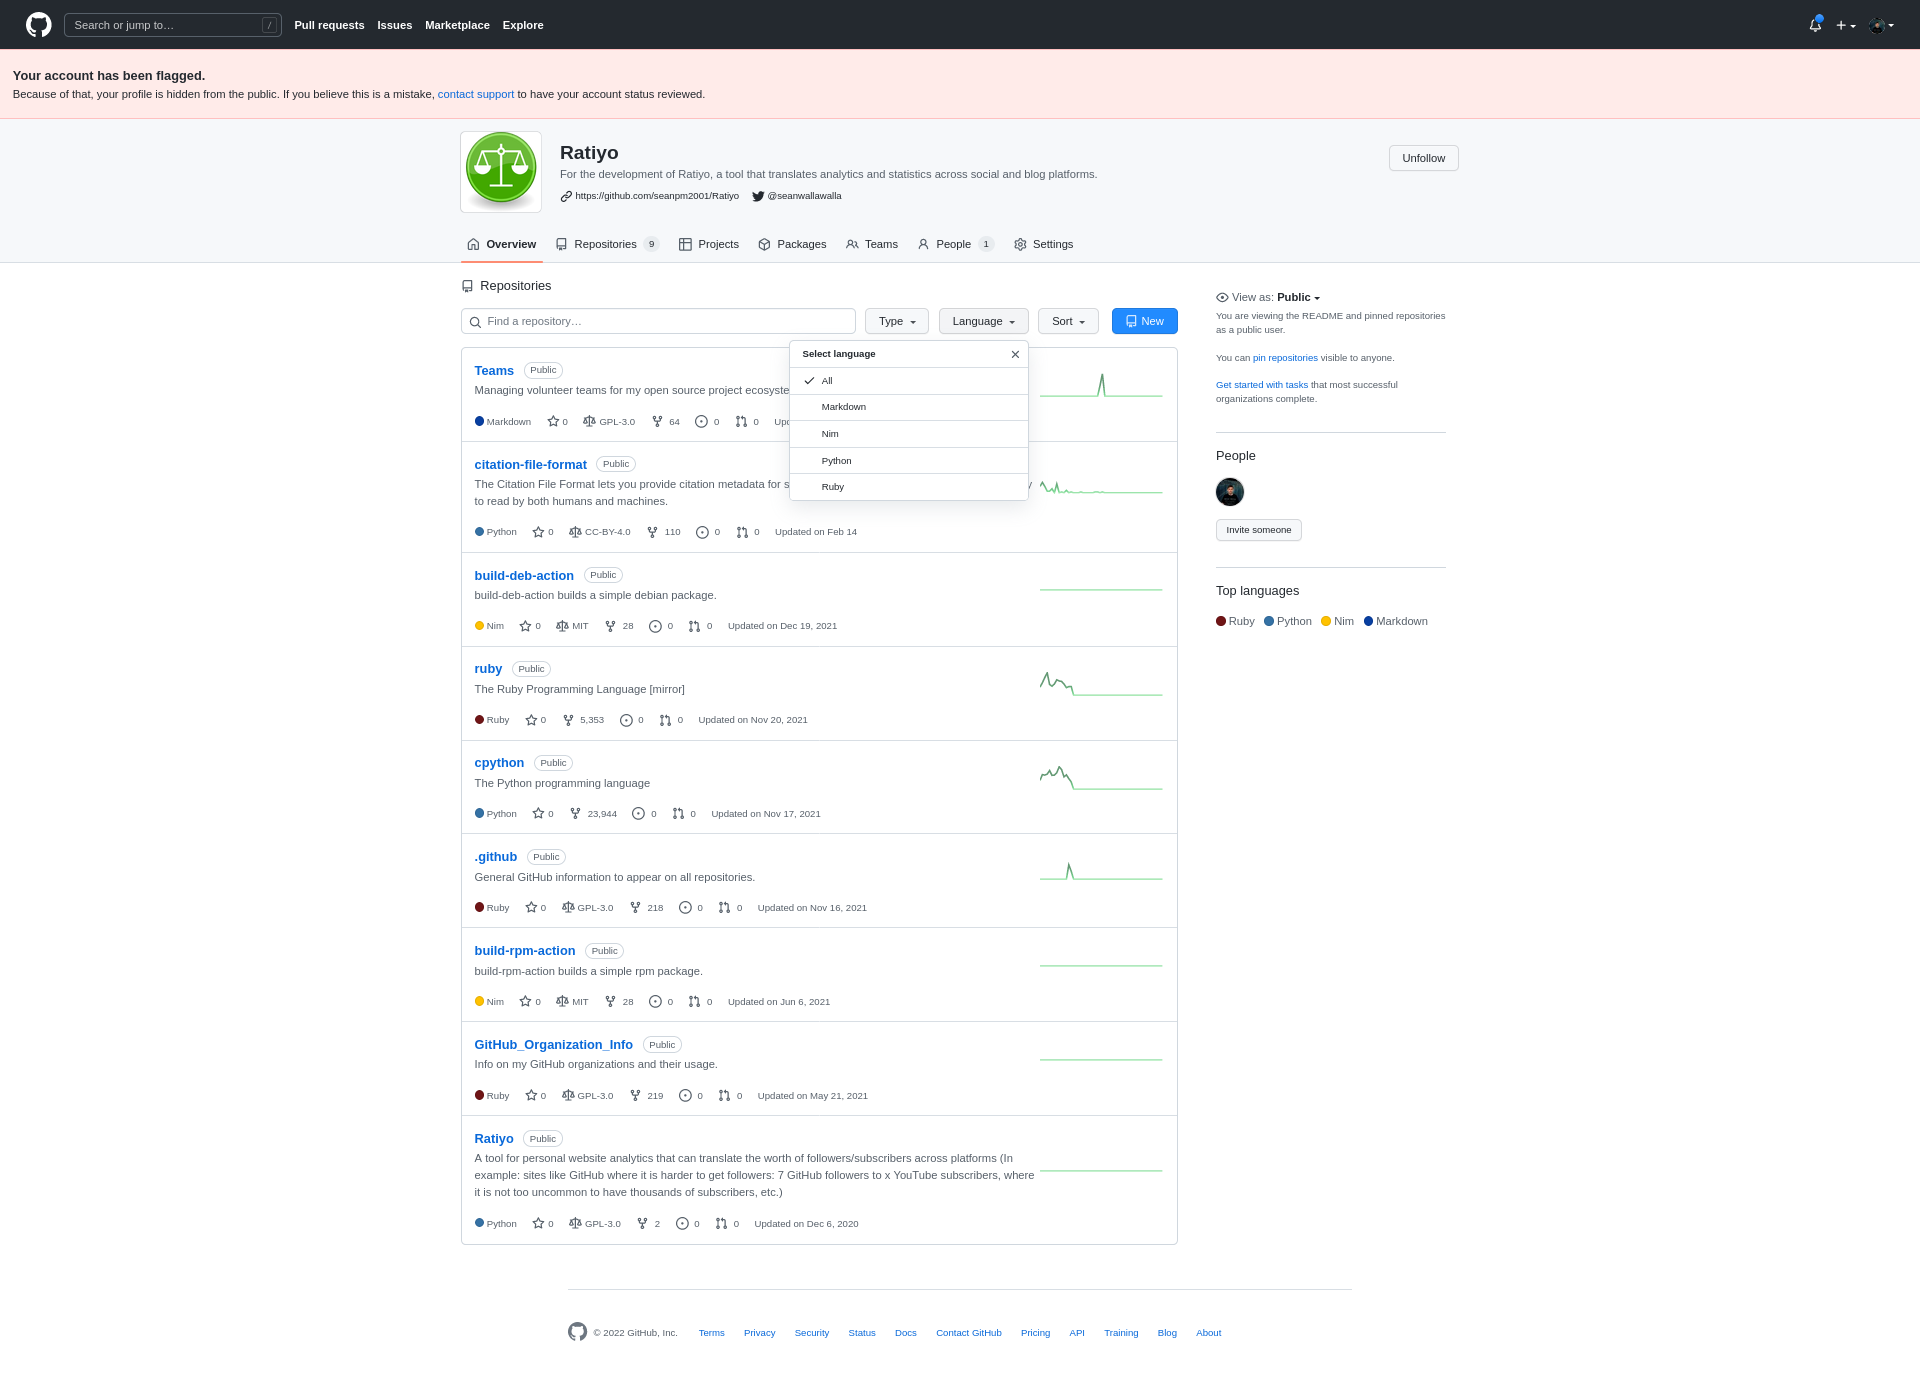 Search or jump to… /
Pull requests Issues Marketplace Explore
Your account has been flagged.
Because of that, your profile is hidden from the public. If you believe this is a mistake, contact support to have your account status reviewed.
Ratiyo
Unfollow
For the development of Ratiyo, a tool that translates analytics and statistics across social and blog platforms.
https://github.com/seanpm2001/Ratiyo @seanwallawalla
Overview Repositories 9 Projects Packages Teams People 1 Settings
Repositories
Find a repository… Type Language Sort New
Select language
All
Markdown
Nim
Python
Ruby
Teams Public
Managing volunteer teams for my open source project ecosyste
Markdown 0 GPL-3.0 64 0 0
citation-file-format Public
The Citation File Format lets you provide citation metadata for s y
to read by both humans and machines.
Python 0 CC-BY-4.0 110 0 0 Updated on Feb 14
build-deb-action Public
build-deb-action builds a simple debian package.
Nim 0 MIT 28 0 0 Updated on Dec 19, 2021
ruby Public
The Ruby Programming Language [mirror]
Ruby 0 5,353 0 0 Updated on Nov 20, 2021
cpython Public
The Python programming language
Python 0 23,944 0 0 Updated on Nov 17, 2021
.github Public
General GitHub information to appear on all repositories.
Ruby 0 GPL-3.0 218 0 0 Updated on Nov 16, 2021
build-rpm-action Public
build-rpm-action builds a simple rpm package.
Nim 0 MIT 28 0 0 Updated on Jun 6, 2021
GitHub_Organization_Info Public
Info on my GitHub organizations and their usage.
Ruby 0 GPL-3.0 219 0 0 Updated on May 21, 2021
Ratiyo Public
A tool for personal website analytics that can translate the worth of followers/subscribers across platforms (In
example: sites like GitHub where it is harder to get followers: 7 GitHub followers to x YouTube subscribers, where
it is not too uncommon to have thousands of subscribers, etc.)
Python 0 GPL-3.0 2 0 0 Updated on Dec 6, 2020
View as: Public
You are viewing the README and pinned repositories
as a public user.
You can pin repositories visible to anyone.
Get started with tasks that most successful
organizations complete.
People
Invite someone
Top languages
Ruby Python Nim Markdown
© 2022 GitHub, Inc. Terms Privacy Security Status Docs Contact GitHub Pricing API Training Blog About